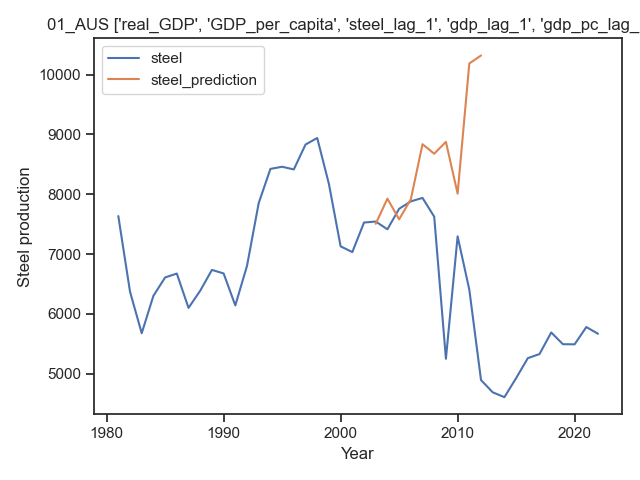 01_AUS ['real_GDP', 'GDP_per_capita', 'steel_lag_1', 'gdp_lag_1', 'gdp_pc_lag_
steel
steel_prediction
10000
9000
8000
7000
6000
5000
Steel production
1980
1990
2000
2010
2020
Year